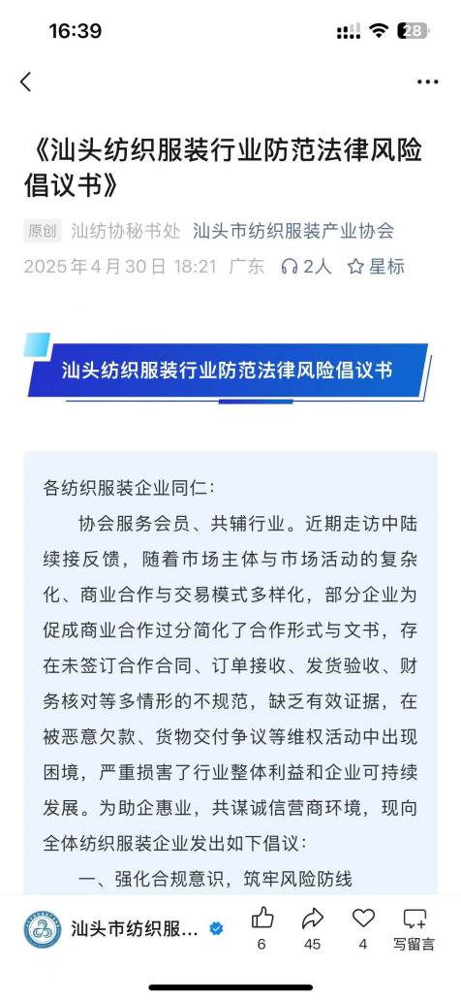 16:39
28
《汕头纺织服装行业防范法律风险
倡议书》
原创 汕纺协秘书处 汕头市纺织服装产业协会
2025年4月30日 18:21 广东 2人 星标
汕头纺织服装行业防范法律风险倡议书
各纺织服装企业同仁：
协会服务会员、共辅行业。近期走访中陆
续接反馈，随着市场主体与市场活动的复杂
化、商业合作与交易模式多样化，部分企业为
促成商业合作过分简化了合作形式与文书，存
在未签订合作合同、订单接收、发货验收、财
务核对等多情形的不规范，缺乏有效证据，在
被恶意欠款、货物交付争议等维权活动中出现
困境，严重损害了行业整体利益和企业可持续
发展。为助企惠业，共谋诚信营商环境，现向
全体纺织服装企业发出如下倡议：
一、强化合规意识，筑牢风险防线
汕头市纺织服... 6 45 4 写留言